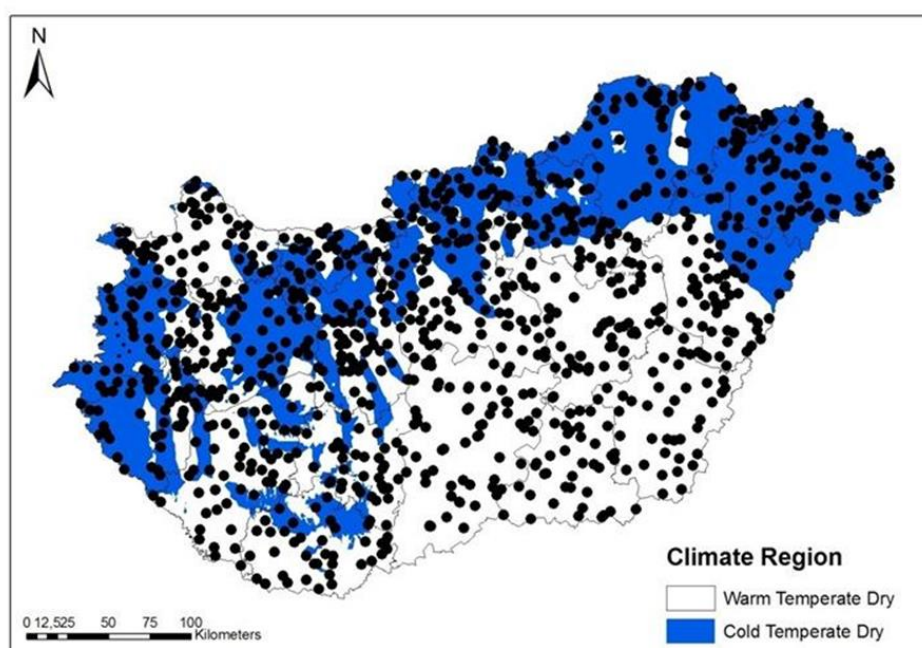 N
Climate Region
Warm Temperate Dry
Cold Temperate Dry
0 12,525 50 75 100
Kilometers